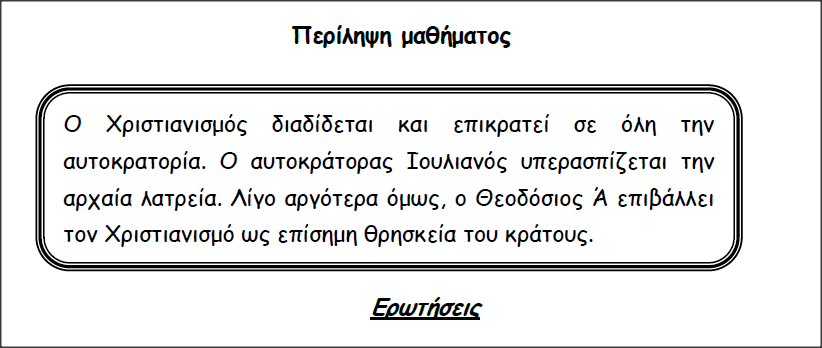 Περίληψη μαθήματος
Ο Χριστιανισμός διαδίδεται και επικρατεί σε όλη την
αυτοκρατορία. Ο αυτοκράτορας Ιουλιανός υπερασπίζεται την
αρχαία λατρεία. Λίγο αργότερα όμως, ο Θεοδόσιος Ά επιβάλλει
τον Χριστιανισμό ως επίσημη θρησκεία του κράτους.
Ερωτήσεις